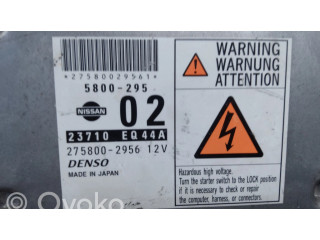 *27580029561*
5800-295
NISSAN
02
23710 EQ44A
275800-2956 12V
DENSO
MADE IN JAPAN
WARNING
WARNUNG
ATTENTION
Hazardous high voltage.
Turn the starter switch to the LOCK position
if it is necessary to check or repair
the computer, harness, or connectors.
Ovoko